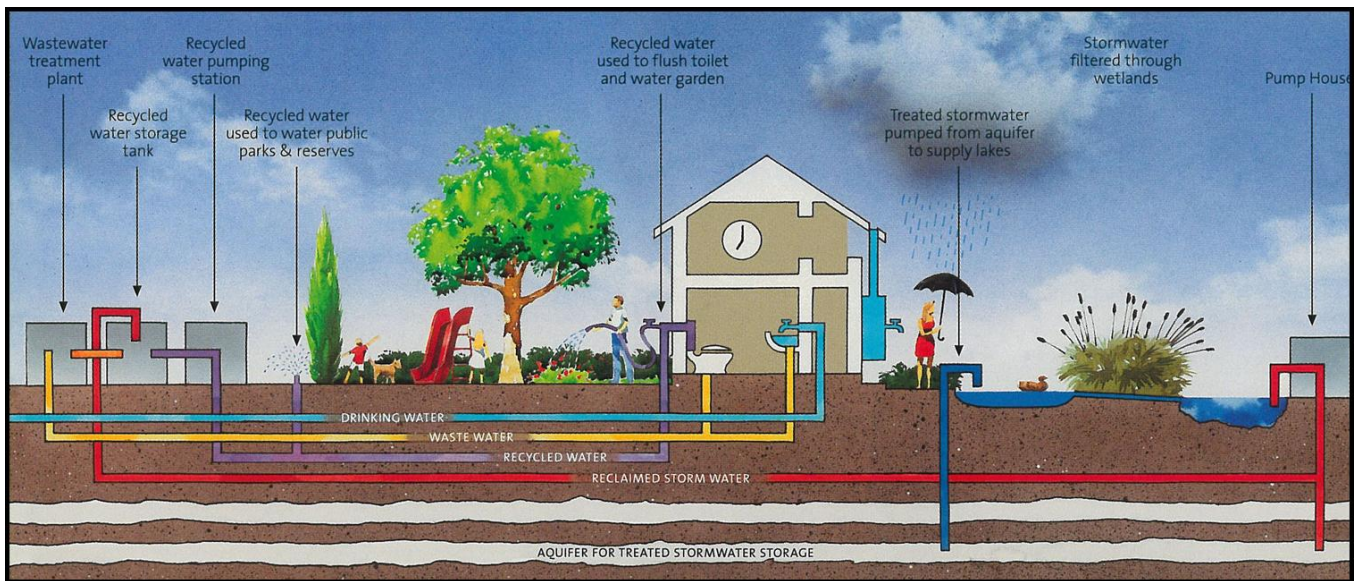 Wastewater
treatment
plant
Recycled
water pumping
station
Recycled
water storage
tank
Recycled water
used to water public
parks & reserves
Recycled water
used to flush toilet
and water garden
Treated stormwater
pumped from aquifer
to supply lakes
Stormwater
filtered through
wetlands
Pump House
DRINKING WATER
WASTE WATER
RECYCLED WATER
RECLAIMED STORM WATER
AQUIFER FOR TREATED STORMWATER STORAGE